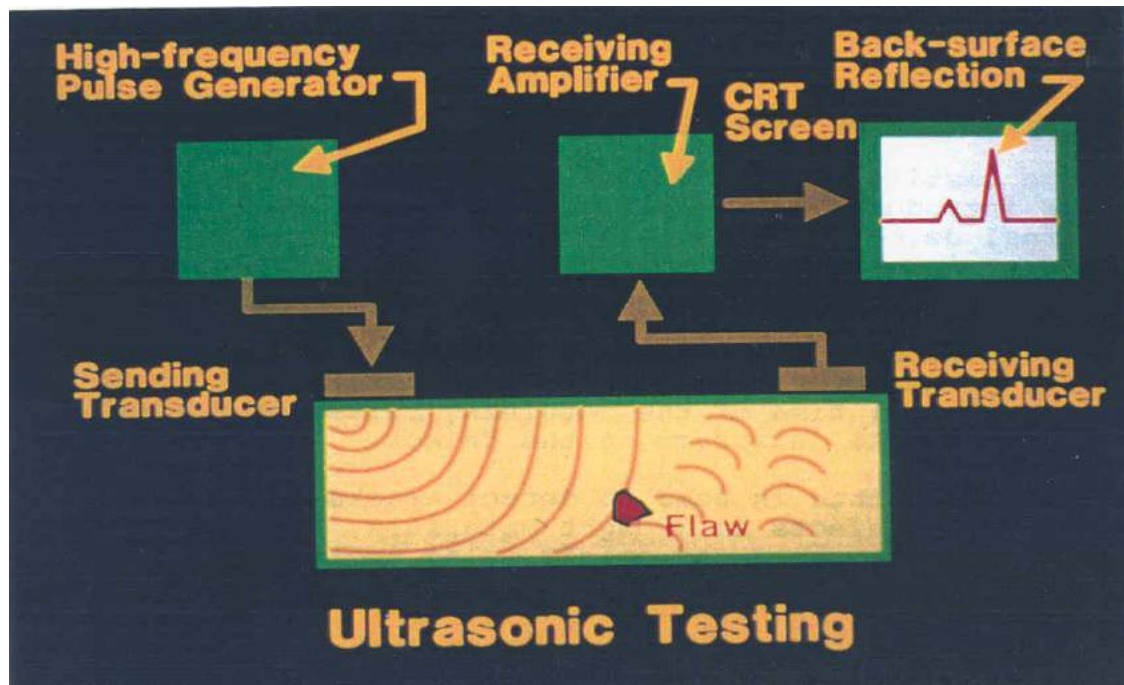 High-frequency
Pulse Generator
Receiving
Amplifier
CRT
Screen
Back-surface
Reflection
Sending
Transducer
Receiving
Transducer
Flaw
Ultrasonic Testing